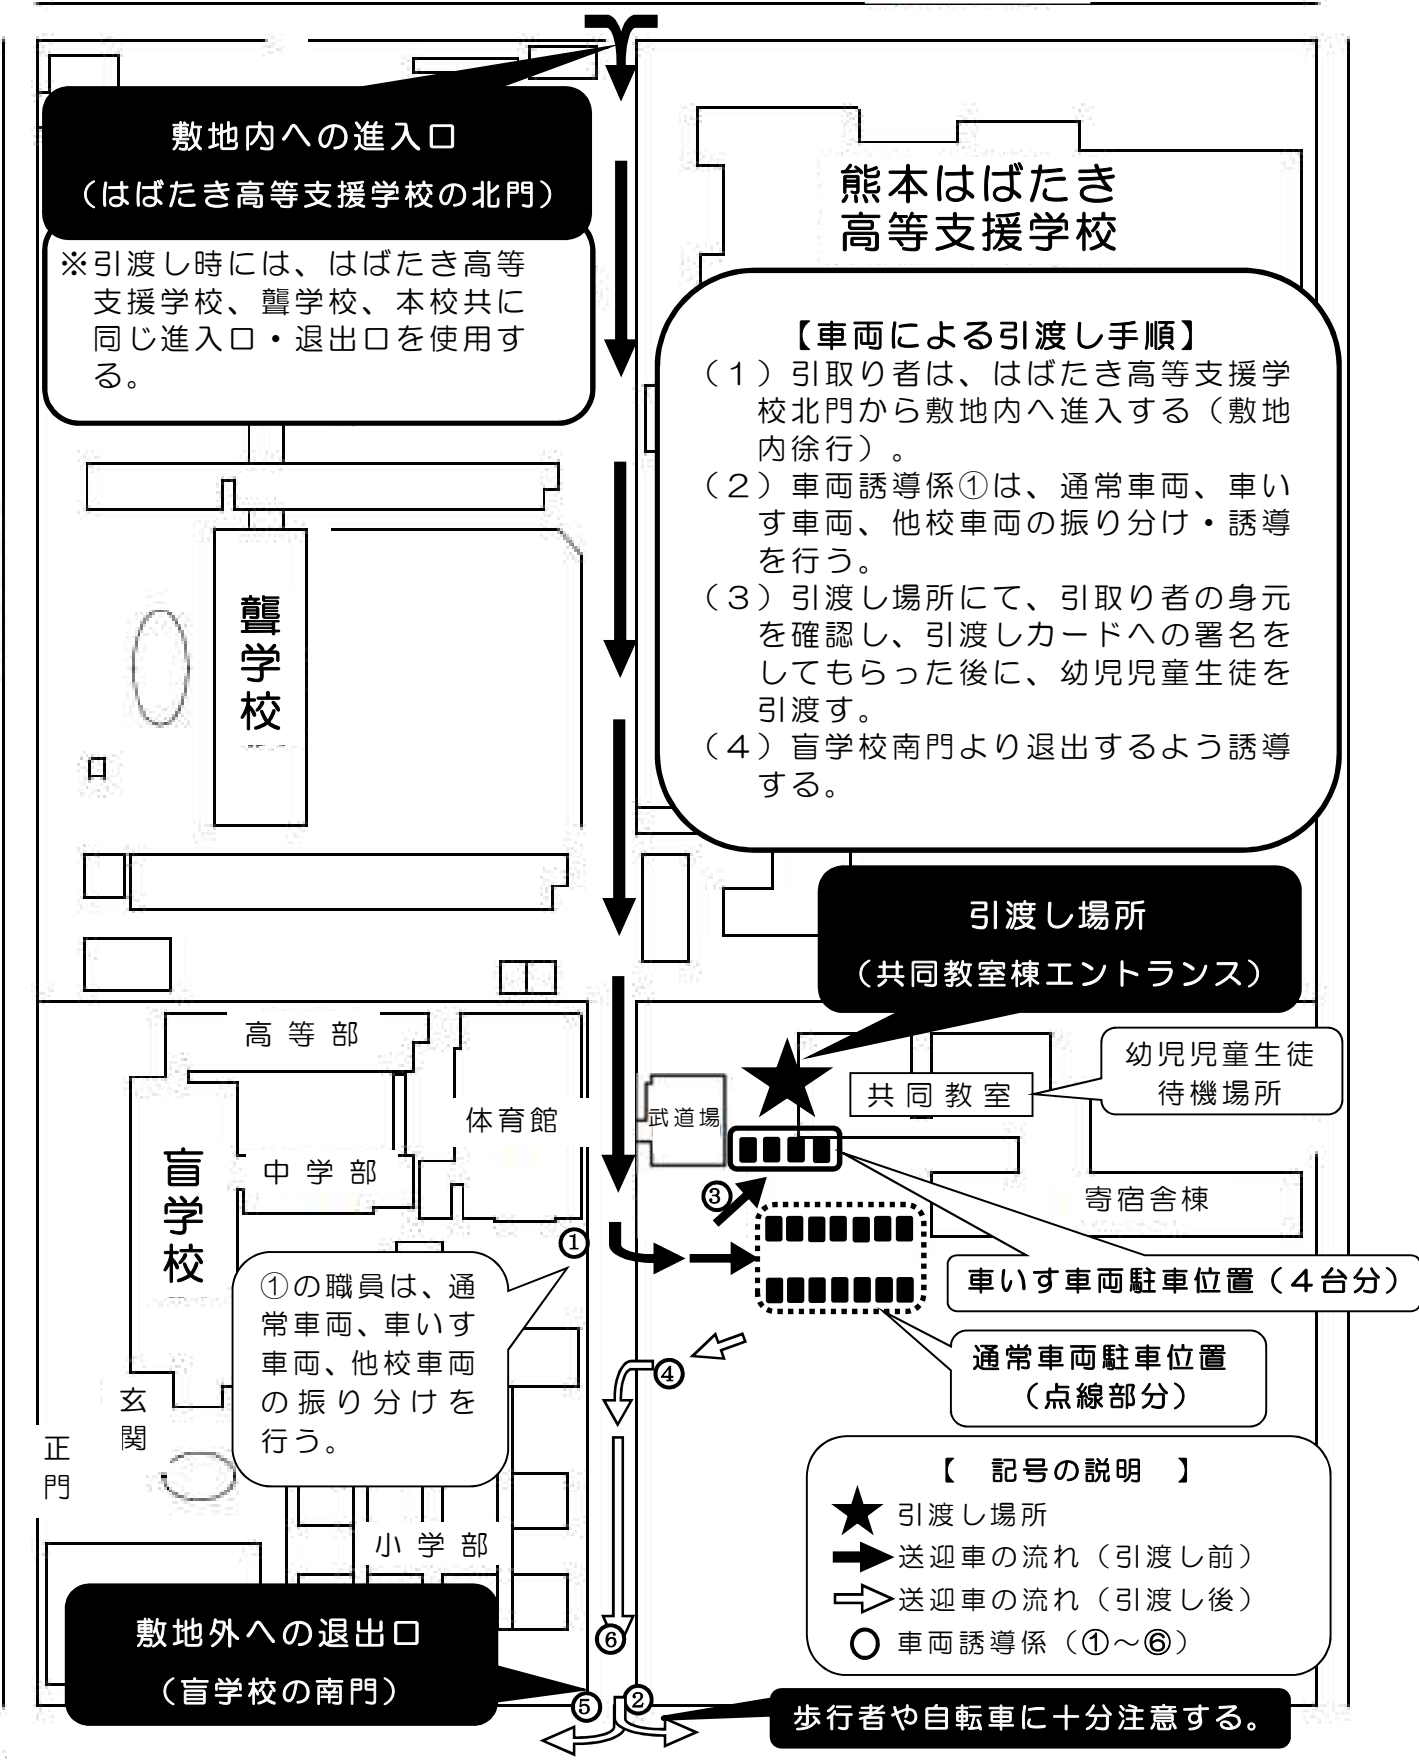 敷地内への進入口
（はばたき高等支援学校の北門）
※引渡し時には、はばたき高等
支援学校、聾学校、本校共に
同じ進入口・退出口を使用す
る。
熊本はばたき
高等支援学校
【車両による引渡し手順】
（１）引取り者は、はばたき高等支援学
校北門から敷地内へ進入する（敷地
内徐行）。
（２）車両誘導係①は、通常車両、車い
す車両、他校車両の振り分け・誘導
を行う。
（３）引渡し場所にて、引取り者の身元
を確認し、引渡しカードへの署名を
してもらった後に、幼児児童生徒を
引渡す。
（４）盲学校南門より退出するよう誘導
する。
聾学校
引渡し場所
（共同教室棟エントランス）
高等部
体育館
武道場
共同教室
幼児児童生徒
待機場所
中学部
盲学校
③
寄宿舎棟
①
車いす車両駐車位置（４台分）
①の職員は、通
常車両、車いす
車両、他校車両
の振り分けを
行う。
通常車両駐車位置
（点線部分）
④
玄関
正門
【　記号の説明　】
引渡し場所
送迎車の流れ（引渡し前）
送迎車の流れ（引渡し後）
車両誘導係（①～⑥）
小学部
敷地外への退出口
（盲学校の南門）
⑥
⑤
②
歩行者や自転車に十分注意する。